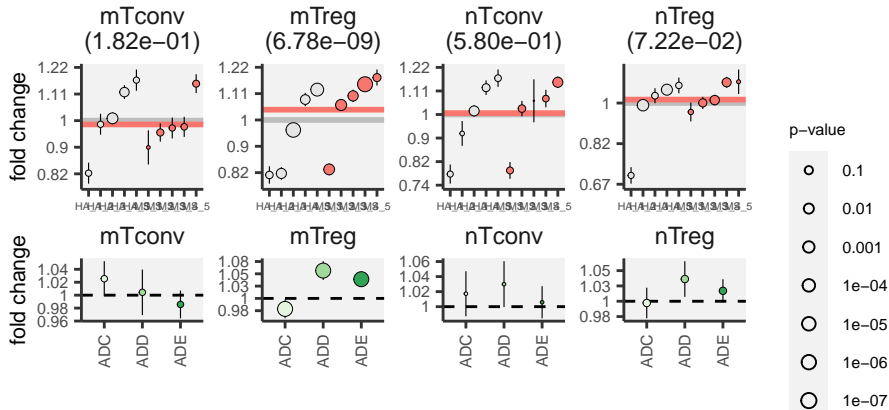 mTconv
(1.82e−01)
mTreg
(6.78e−09)
nTconv
(5.80e−01)
nTreg
(7.22e−02)
fold change
1.22
1.11
1
0.9
0.82
1.22
1.11
1
0.9
0.82
1.22
1.11
1
0.9
0.82
0.74
1
0.82
0.67
mTconv
mTreg
nTconv
nTreg
fold change
1.04
1.02
1
0.98
0.96
1.08
1.05
1.03
1
0.98
1.06
1.04
1.02
1
1.05
1.03
1
0.98
ADC
ADD
ADE
ADC
ADD
ADE
ADC
ADD
ADE
ADC
ADD
ADE
p−value
0.1
0.01
0.001
1e−04
1e−05
1e−06
1e−07